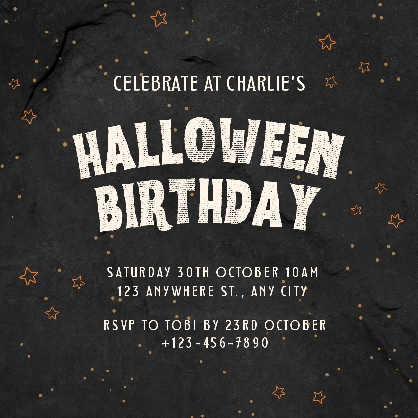 CELEBRATE AT CHARLIE'S
HALLOWEEN
BIRTHDAY
SATURDAY 30TH OCTOBER 10AM
123 ANYWHERE ST., ANY CITY
RSVP TO TOBI BY 23RD OCTOBER
+123-456-7890